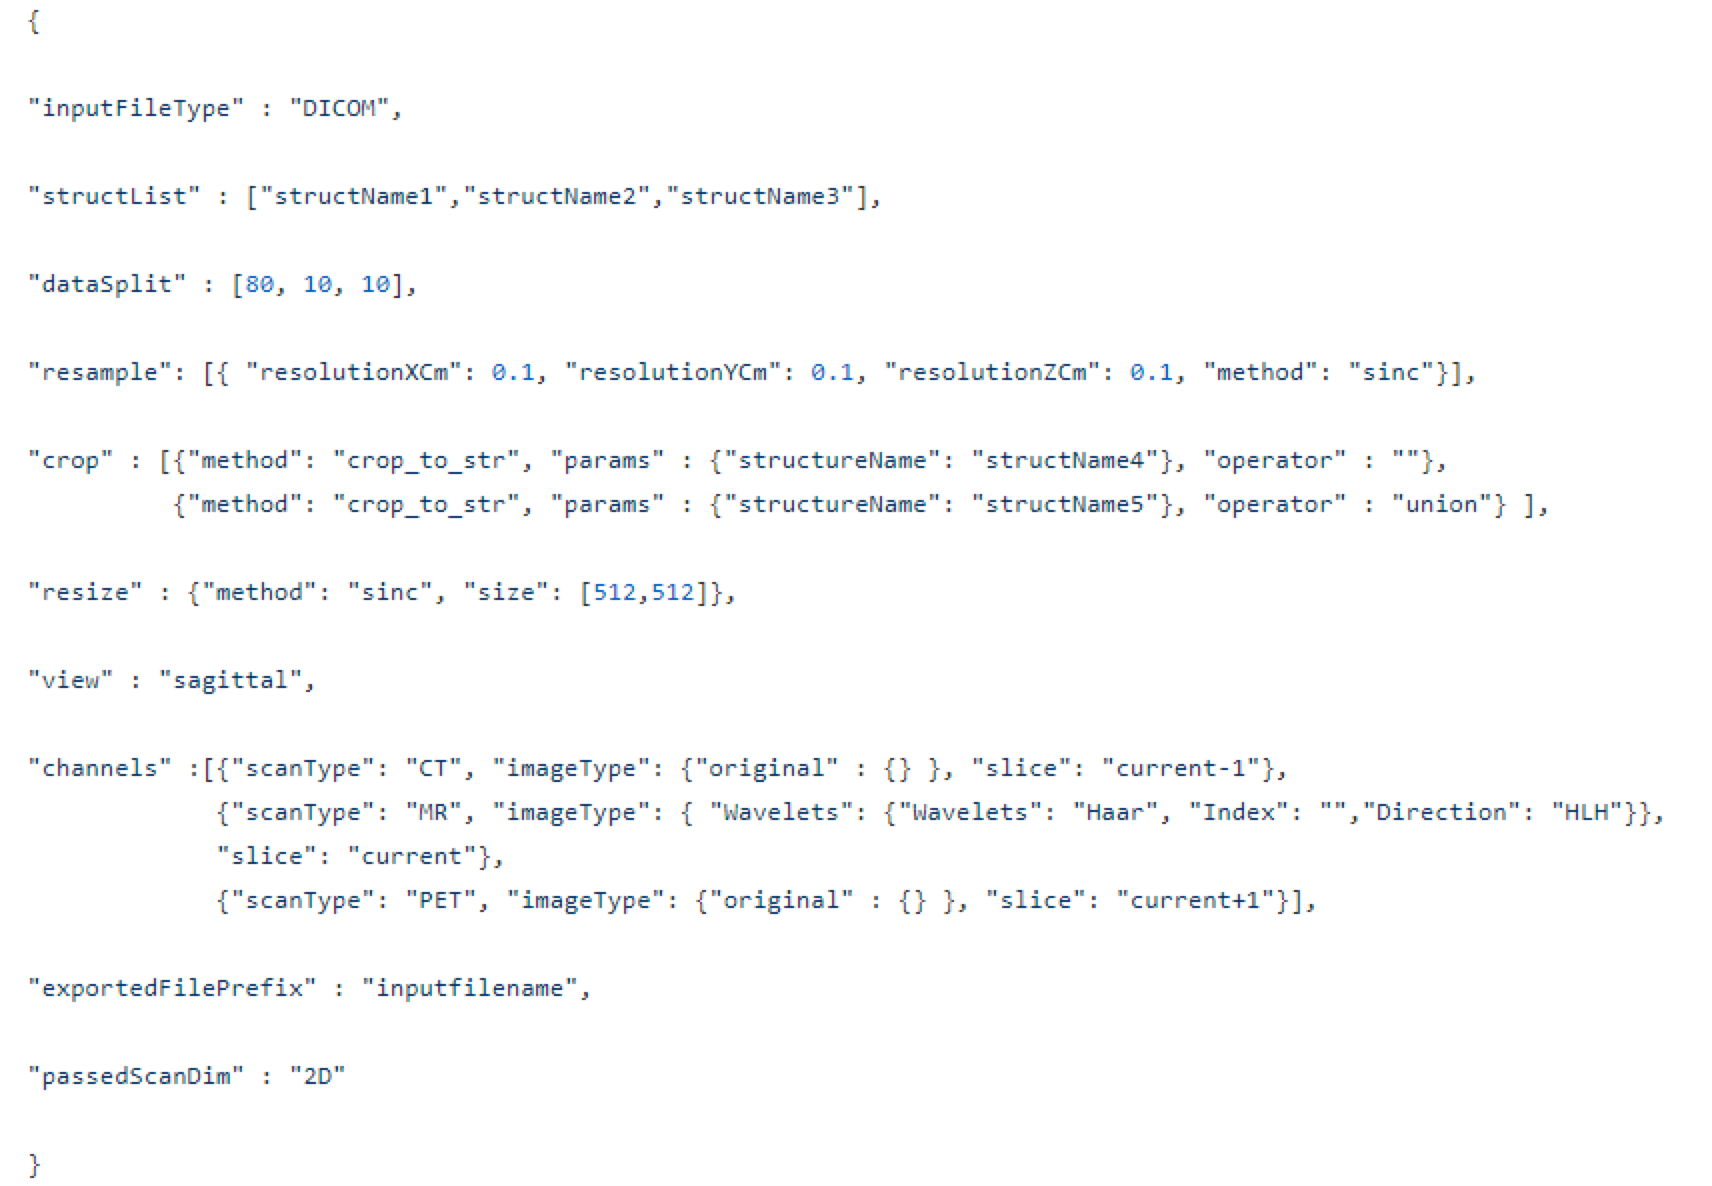 {
"inputFileType" : "DICOM",
"structList" : ["structName1","structName2","structName3"],
"dataSplit" : [80, 10, 10],
"resample": [{ "resolutionXCm": 0.1, "resolutionYCm": 0.1, "resolutionZCm": 0.1, "method": "sinc"}],
"crop" : [{"method": "crop_to_str", "params" : {"structureName": "structName4"}, "operator" : ""},
{"method": "crop_to_str", "params" : {"structureName": "structName5"}, "operator" : "union"} ],
"resize" : {"method": "sinc", "size": [512,512]},
"view" : "sagittal",
"channels" :[{"scanType": "CT", "imageType": {"original" : {} }, "slice": "current-1"},
{"scanType": "MR", "imageType": { "Wavelets": {"Wavelets": "Haar", "Index": "","Direction": "HLH"}},
"slice": "current"},
{"scanType": "PET", "imageType": {"original" : {} }, "slice": "current+1"}],
"exportedFilePrefix" : "inputfilename",
"passedScanDim" : "2D"
}